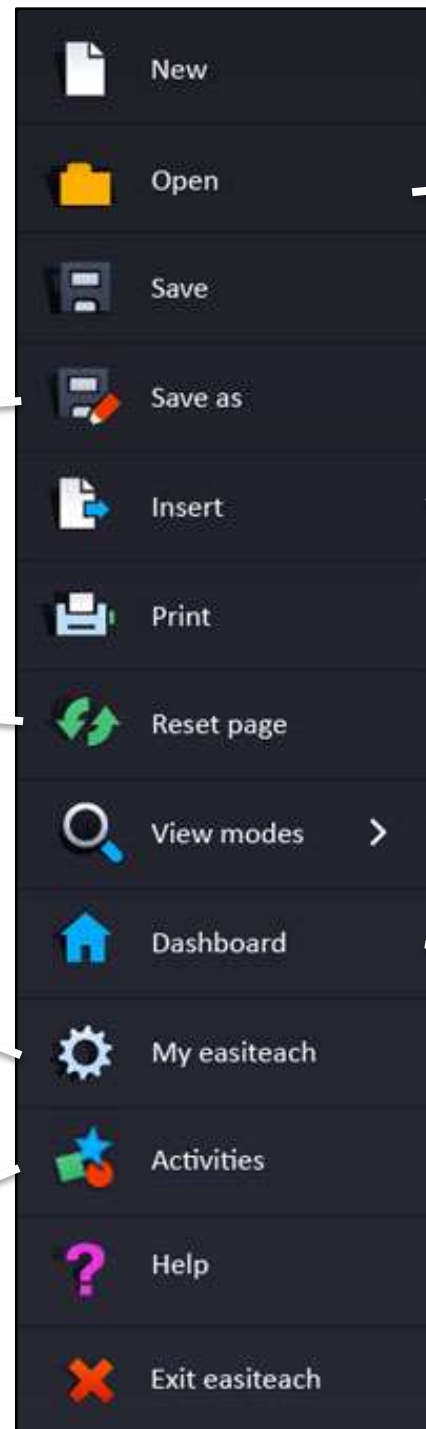 New
Open
Save
Save as
Insert
Print
Reset page
View modes
Dashboard
My easiteach
Activities
Help
Exit easiteach